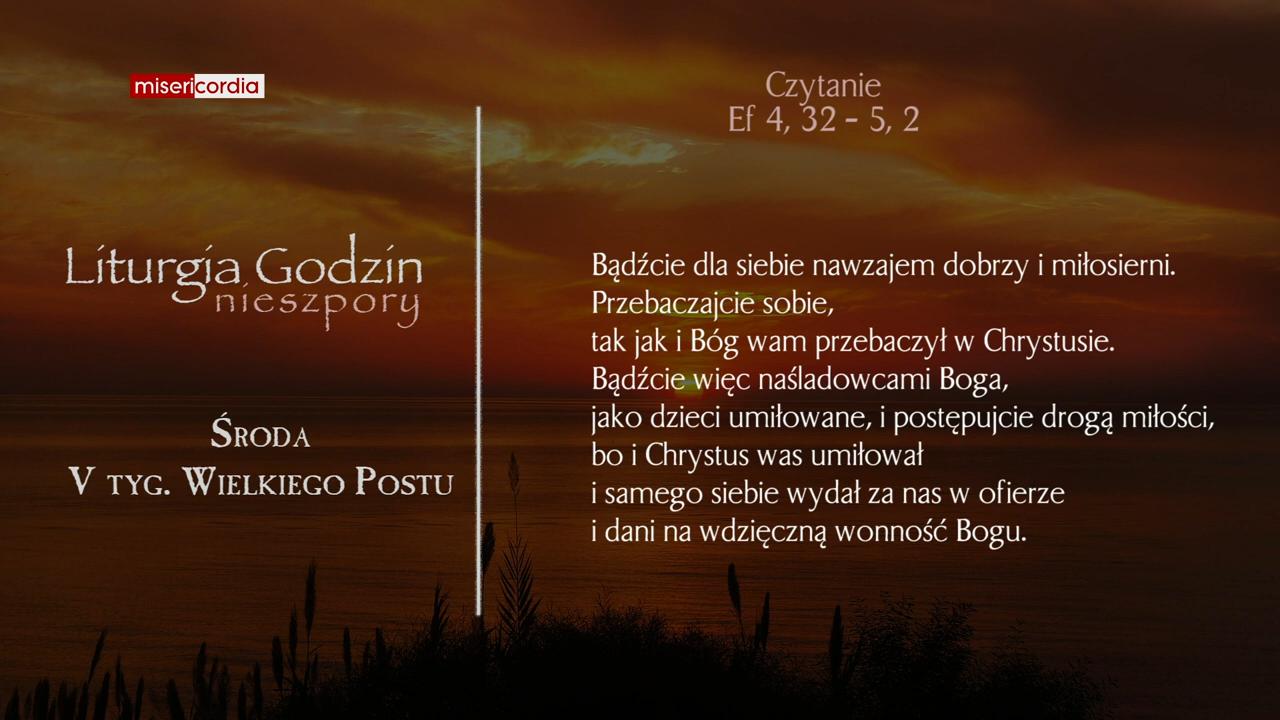 misericordia
Liturgia Godzin
nieszpory
Środa
V tyg. Wielkiego Postu
Czytanie
Ef 4, 32 – 5, 2
Bądźcie dla siebie nawzajem dobrzy i miłosierni.
Przebaczajcie sobie,
tak jak i Bóg wam przebaczył w Chrystusie.
Bądźcie więc naśladowcami Boga,
jako dzieci umiłowane, i postępujcie drogą miłości,
bo i Chrystus was umiłował
i samego siebie wydał za nas w ofierze
i dani na wdzięczną wonność Bogu.